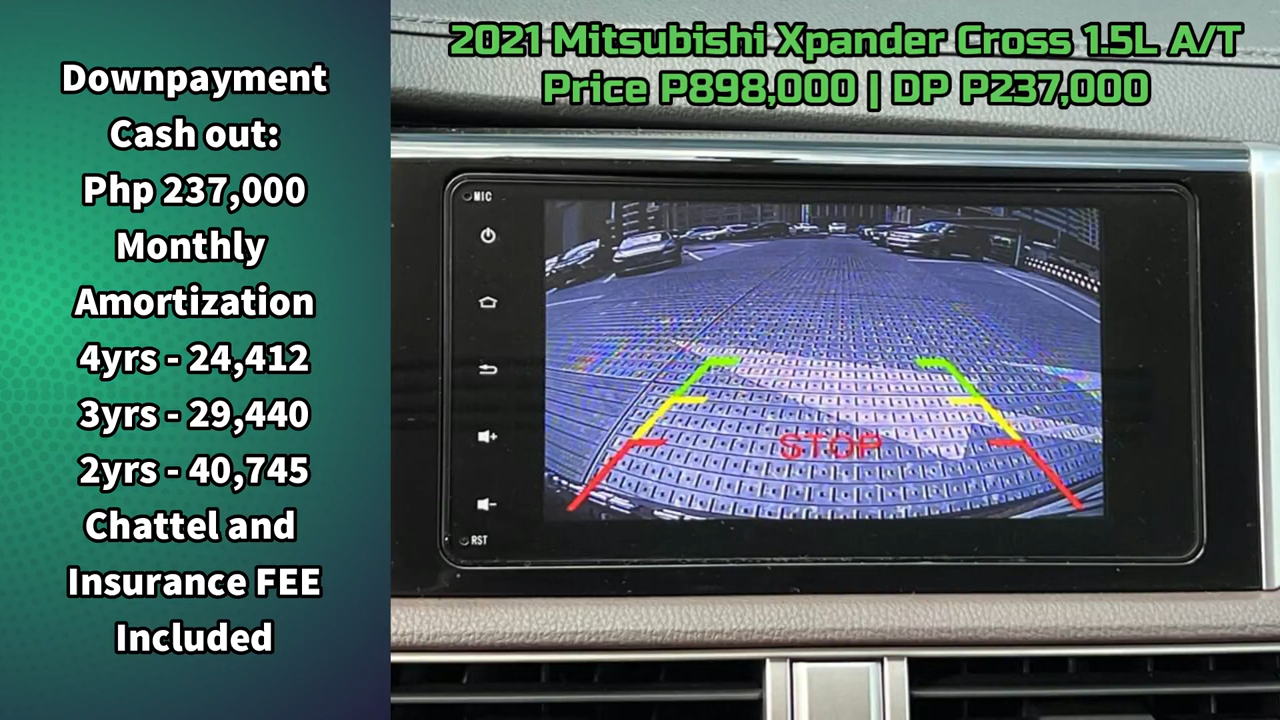 2021 Mitsubishi Xpander Cross 1.5L A/T
Price P898,000 | DP P237,000
Downpayment
Cash out:
Php 237,000
Monthly
Amortization
4yrs - 24,412
3yrs - 29,440
2yrs - 40,745
Chattel and
Insurance FEE
Included
MIC
STOP
RST